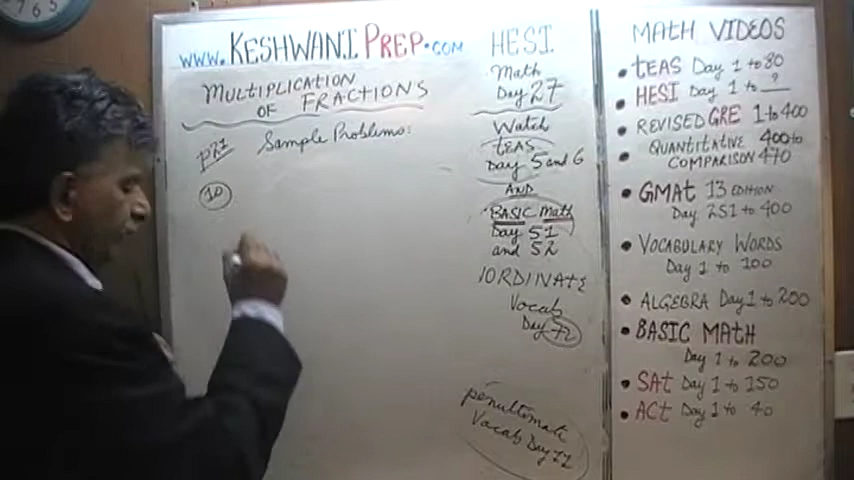 www.KESHWANIPREP.com
MULTIPLICATION
OF FRACTIONS
P27 Sample Problems:
10
HESI
Math
Day 27
Watch
TEAS
Day 5 and 6
AND
BASIC Math
Day 51
and 52
Vocab
Day 72
penultimate
Vocab Day 72
MATH VIDEOS
• TEAS Day 1 to 80
• HESI Day 1 to ?
• REVISED GRE 1 to 400
• QUANTITATIVE 400 to
COMPARISON 470
• GMAT 13 EDITION
Day 251 to 400
• VOCABULARY WORDS
Day 1 to 100
• ALGEBRA Day 1 to 200
• BASIC MATH
Day 1 to 200
• SAT Day 1 to 150
• ACT Day 1 to 40
7 6 5